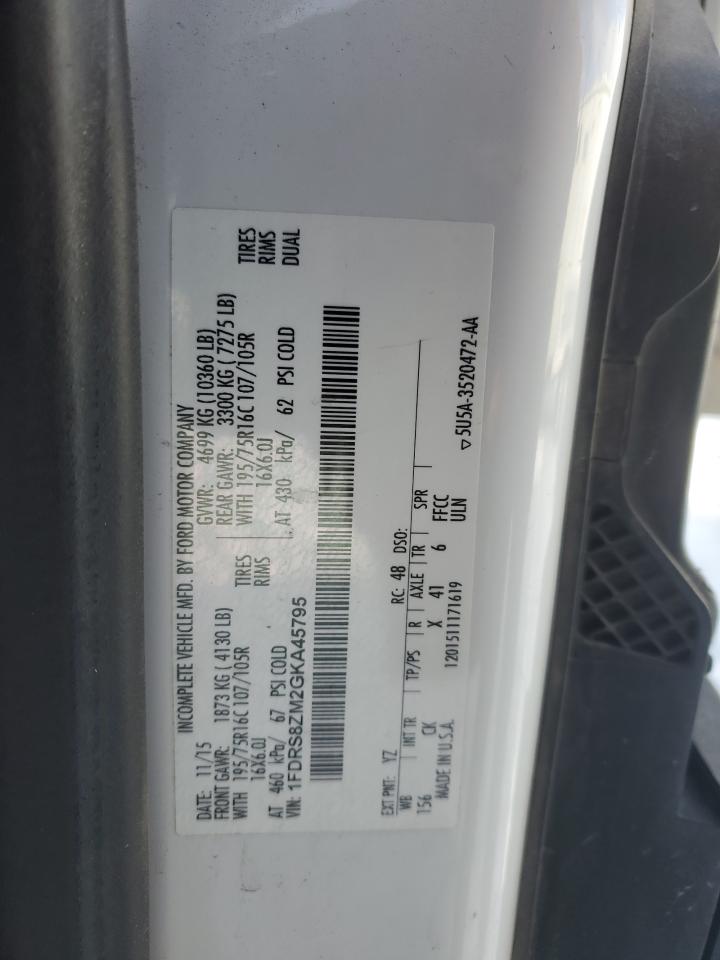 INCOMPLETE VEHICLE MFD. BY FORD MOTOR COMPANY
DATE: 11/15 GVWR: 4699 KG (10360 LB)
FRONT GAWR: 1873 KG ( 4130 LB) REAR GAWR: 3300 KG ( 7275 LB)
WITH 195/75R16C 107/105R TIRES WITH 195/75R16C 107/105R TIRES
16X6.0J RIMS 16X6.0J RIMS
AT 460 kPa/ 67 PSI COLD AT 430 kPa/ 62 PSI COLD DUAL
VIN: 1FDRS8ZM2GKA45795
EXT PNT: YZ RC: 48 DSO:
WB INT TR TP/PS R AXLE TR SPR
156 CK X 41 6 FFCC
MADE IN U.S.A. 1201511171619 ULN
▽5U5A-3520472-AA